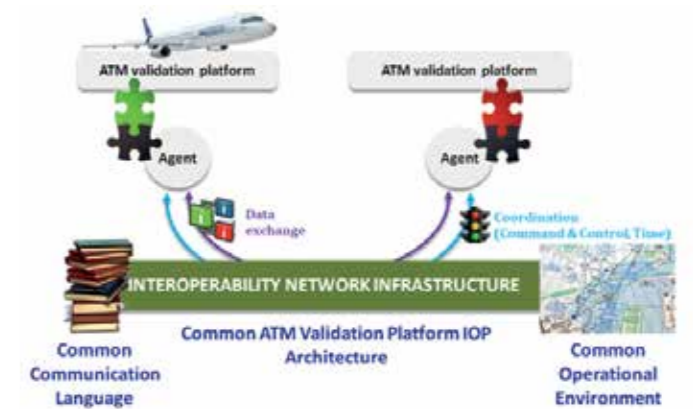 ATM validation platform
ATM validation platform
Agent
Agent
Data
exchange
Coordination
(Command & Control, Time)
INTEROPERABILITY NETWORK INFRASTRUCTURE
Common ATM Validation Platform IOP
Architecture
Common
Communication
Language
Common
Operational
Environment